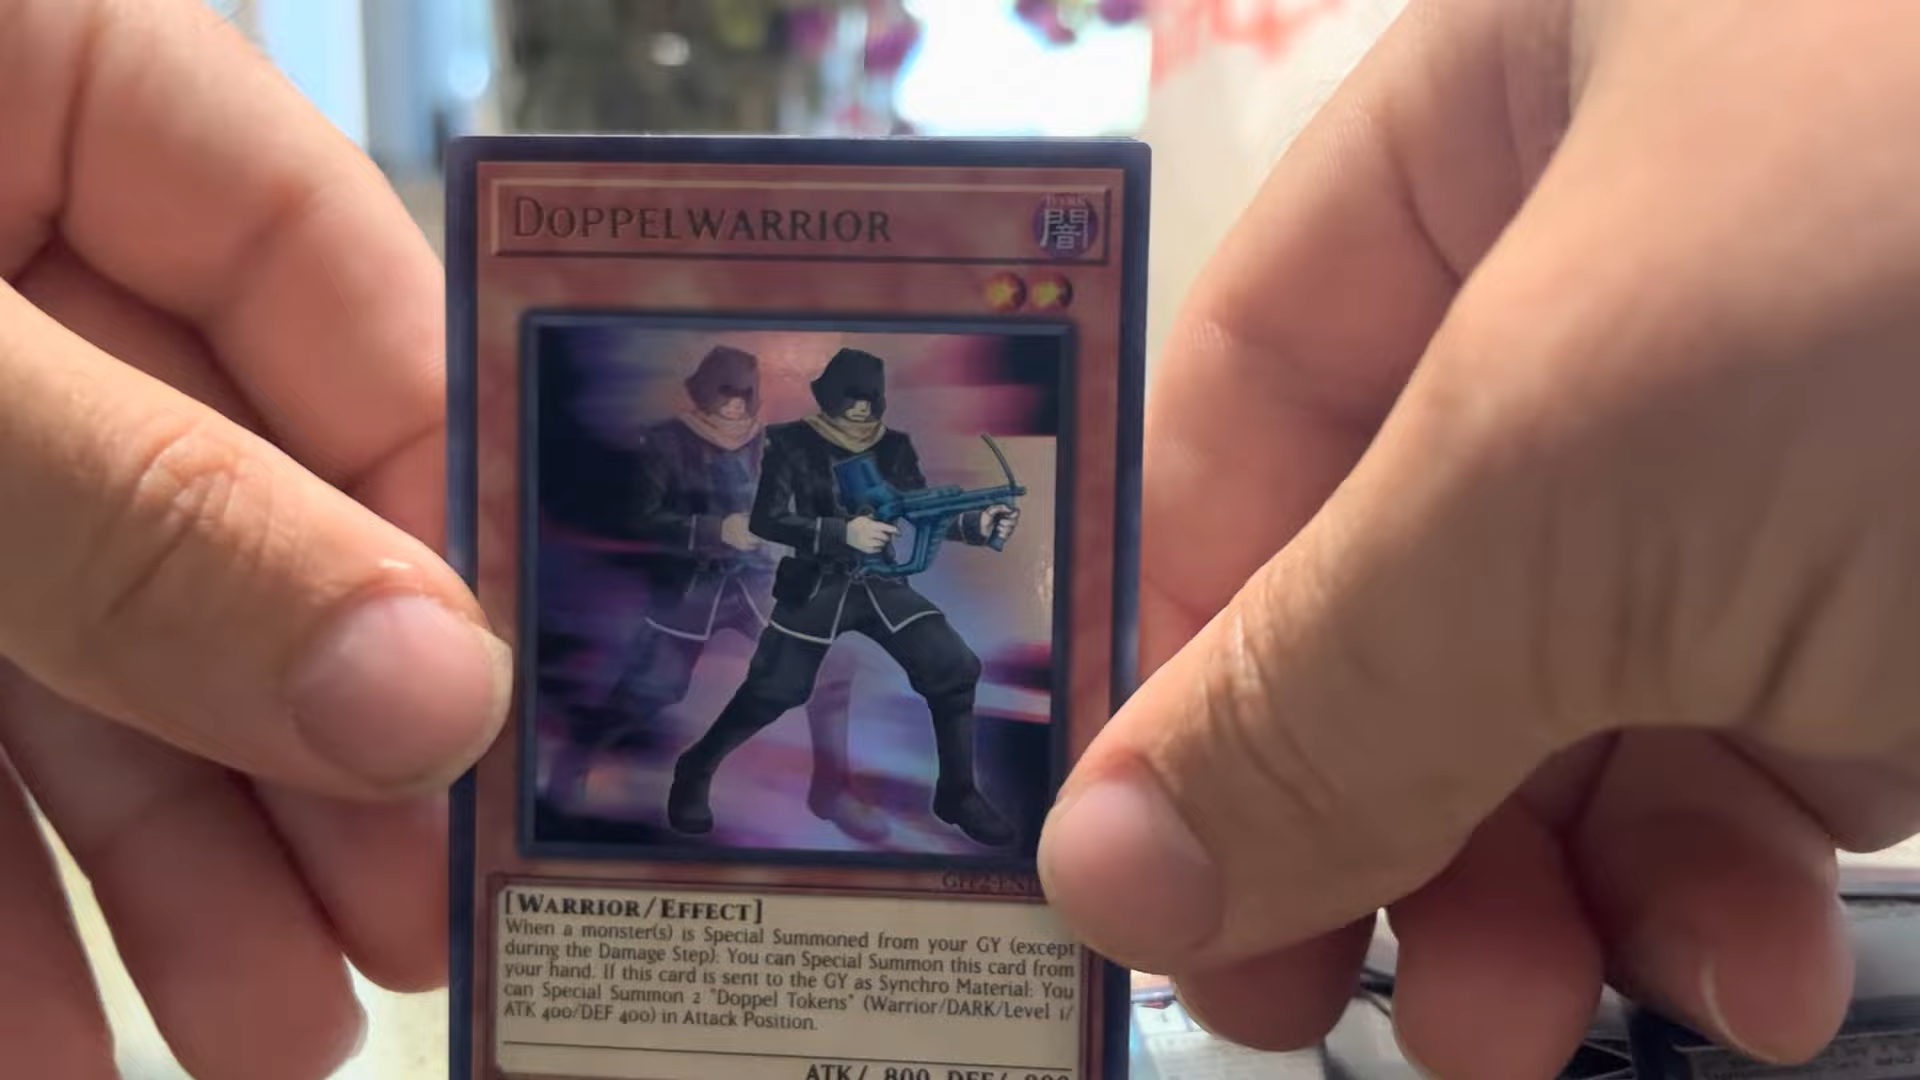 DOPPELWARRIOR
DARK
闇
[WARRIOR/EFFECT]
When a monster(s) is Special Summoned from your GY (except
during the Damage Step): You can Special Summon this card from
your hand. If this card is sent to the GY as Synchro Material: You
can Special Summon 2 "Doppel Tokens" (Warrior/DARK/Level 1/
ATK 400/DEF 400) in Attack Position.
ATK/ 800 DEF/ 800